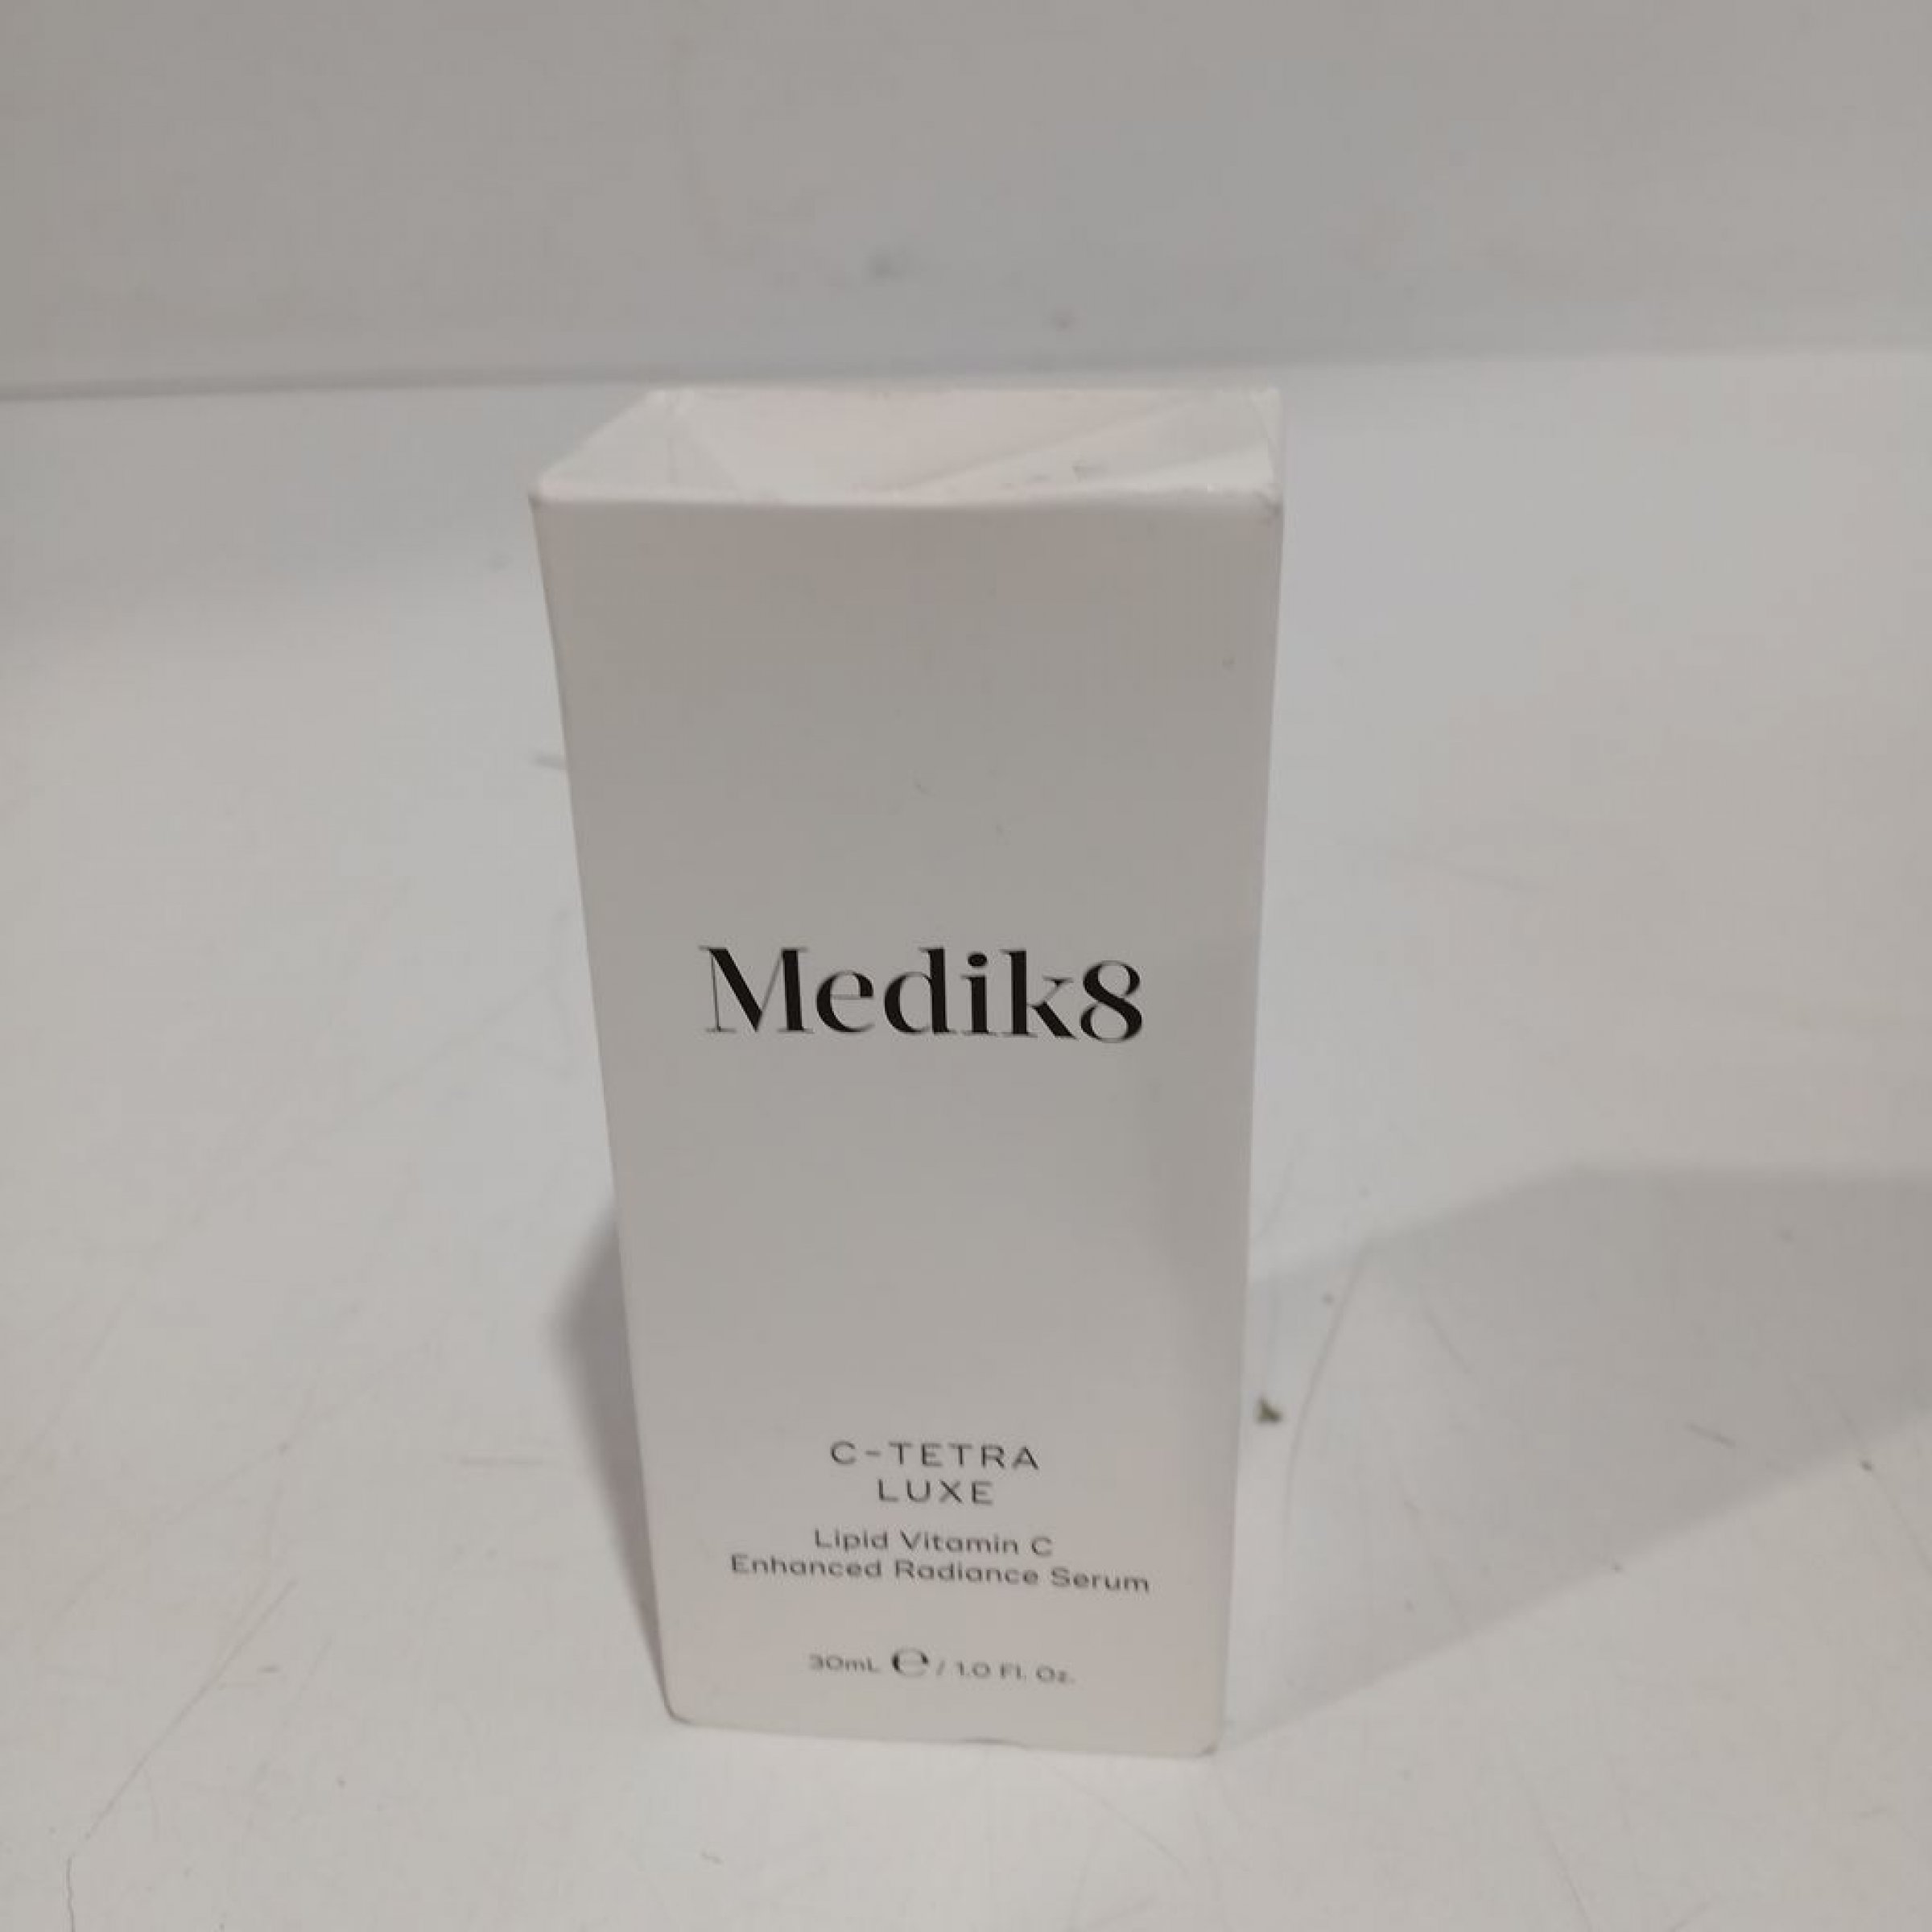 Medik8
C-TETRA
LUXE
Lipid Vitamin C
Enhanced Radiance Serum
30mL ℮ / 1.0 Fl. Oz.